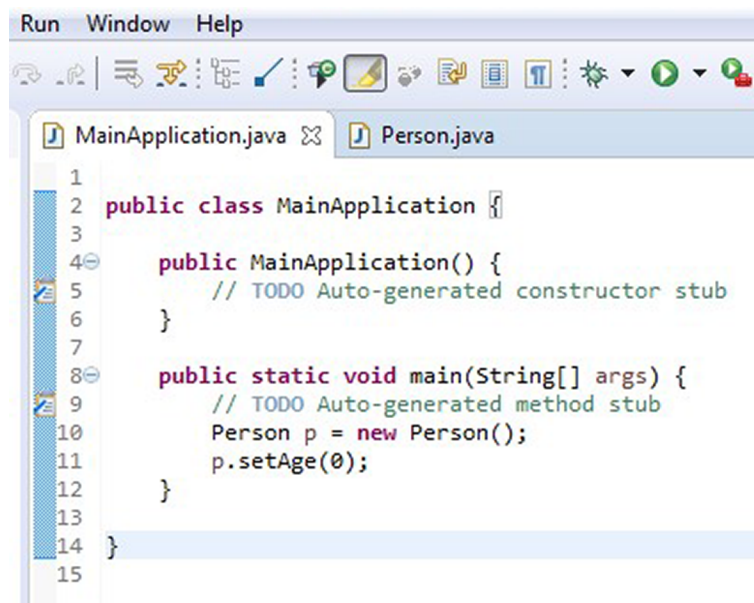 Run Window Help
MainApplication.java Person.java
1
2 public class MainApplication {
3
4 public MainApplication() {
5 // TODO Auto-generated constructor stub
6 }
7
8 public static void main(String[] args) {
9 // TODO Auto-generated method stub
10 Person p = new Person();
11 p.setAge(0);
12 }
13
14 }
15